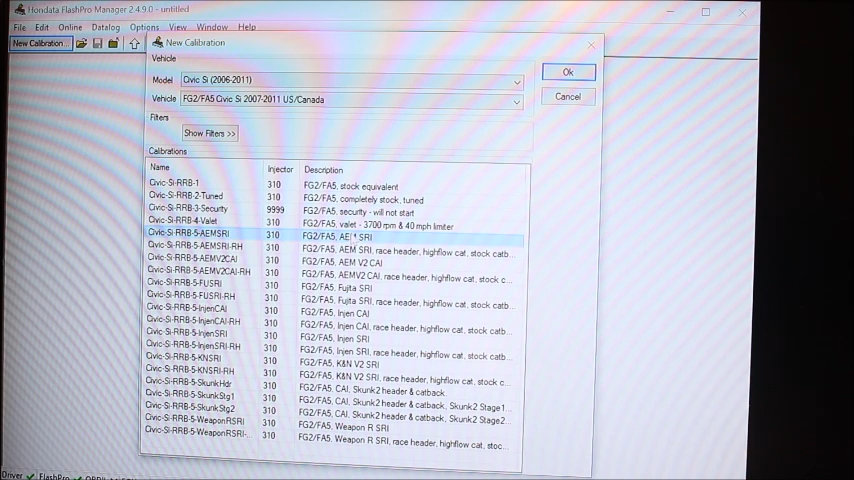 Hondata FlashPro Manager 2.4.9.0 - untitled
File Edit Online Datalog Options View Window Help
New Calibration...
New Calibration
Vehicle
Model Civic Si (2006-2011)
Ok
Vehicle FG2/FA5 Civic Si 2007-2011 US/Canada
Cancel
Filters
Show Filters >>
Calibrations
Name Injector Description
Civic-Si-RRB-1 310 FG2/FA5, stock equivalent
Civic-Si-RRB-2-Tuned 310 FG2/FA5, completely stock, tuned
Civic-Si-RRB-3-Security 9999 FG2/FA5, security - will not start
Civic-Si-RRB-4-Valet 310 FG2/FA5, valet - 3700 rpm & 40 mph limiter
Civic-Si-RRB-5-AEMSRI 310 FG2/FA5, AEM SRI
Civic-Si-RRB-5-AEMSRI-RH 310 FG2/FA5, AEM SRI, race header, highflow cat, stock catb...
Civic-Si-RRB-5-AEMV2CAI 310 FG2/FA5, AEM V2 CAI
Civic-Si-RRB-5-AEMV2CAI-RH 310 FG2/FA5, AEMV2 CAI, race header, highflow cat, stock c...
Civic-Si-RRB-5-FUSRI 310 FG2/FA5, Fujita SRI
Civic-Si-RRB-5-FUSRI-RH 310 FG2/FA5, Fujita SRI, race header, highflow cat, stock catb...
Civic-Si-RRB-5-InjenCAI 310 FG2/FA5, Injen CAI
Civic-Si-RRB-5-InjenCAI-RH 310 FG2/FA5, Injen CAI, race header, highflow cat, stock catb...
Civic-Si-RRB-5-InjenSRI 310 FG2/FA5, Injen SRI
Civic-Si-RRB-5-InjenSRI-RH 310 FG2/FA5, Injen SRI, race header, highflow cat, stock catb...
Civic-Si-RRB-5-KNSRI 310 FG2/FA5, K&N V2 SRI
Civic-Si-RRB-5-KNSRI-RH 310 FG2/FA5, K&N V2 SRI, race header, highflow cat, stock c...
Civic-Si-RRB-5-SkunkHdr 310 FG2/FA5, CAI, Skunk2 header & catback
Civic-Si-RRB-5-SkunkStg1 310 FG2/FA5, CAI, Skunk2 header & catback, Skunk2 Stage1...
Civic-Si-RRB-5-SkunkStg2 310 FG2/FA5, CAI, Skunk2 header & catback, Skunk2 Stage2...
Civic-Si-RRB-5-WeaponRSRI 310 FG2/FA5, Weapon R SRI
Civic-Si-RRB-5-WeaponRSRI-... 310 FG2/FA5, Weapon R SRI, race header, highflow cat, stoc...
Driver FlashPro